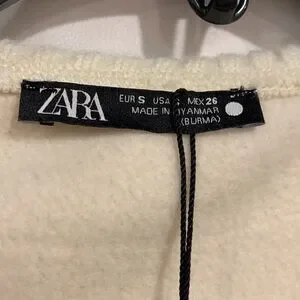 ZARA
EUR S USA S MEX 26
MADE IN MYANMAR
(BURMA)